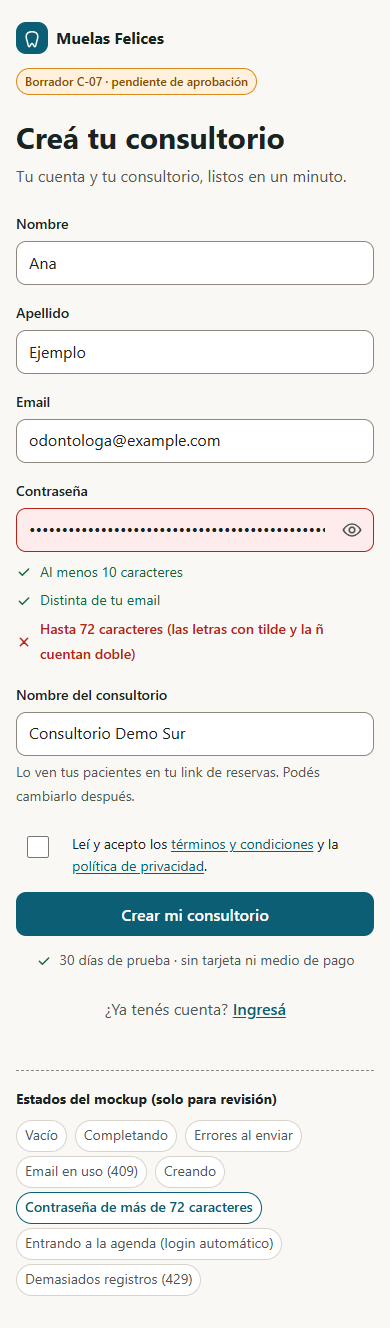 Muelas Felices
Borrador C-07 · pendiente de aprobación
Creá tu consultorio
Tu cuenta y tu consultorio, listos en un minuto.
Nombre
Ana
Apellido
Ejemplo
Email
odontologa@example.com
Contraseña
••••••••••••••••••••••••••••••••••••••••••••••
Al menos 10 caracteres
Distinta de tu email
Hasta 72 caracteres (las letras con tilde y la ñ
cuentan doble)
Nombre del consultorio
Consultorio Demo Sur
Lo ven tus pacientes en tu link de reservas. Podés
cambiarlo después.
Leí y acepto los términos y condiciones y la
política de privacidad.
Crear mi consultorio
30 días de prueba · sin tarjeta ni medio de pago
¿Ya tenés cuenta? Ingresá
Estados del mockup (solo para revisión)
Vacío Completando Errores al enviar
Email en uso (409) Creando
Contraseña de más de 72 caracteres
Entrando a la agenda (login automático)
Demasiados registros (429)